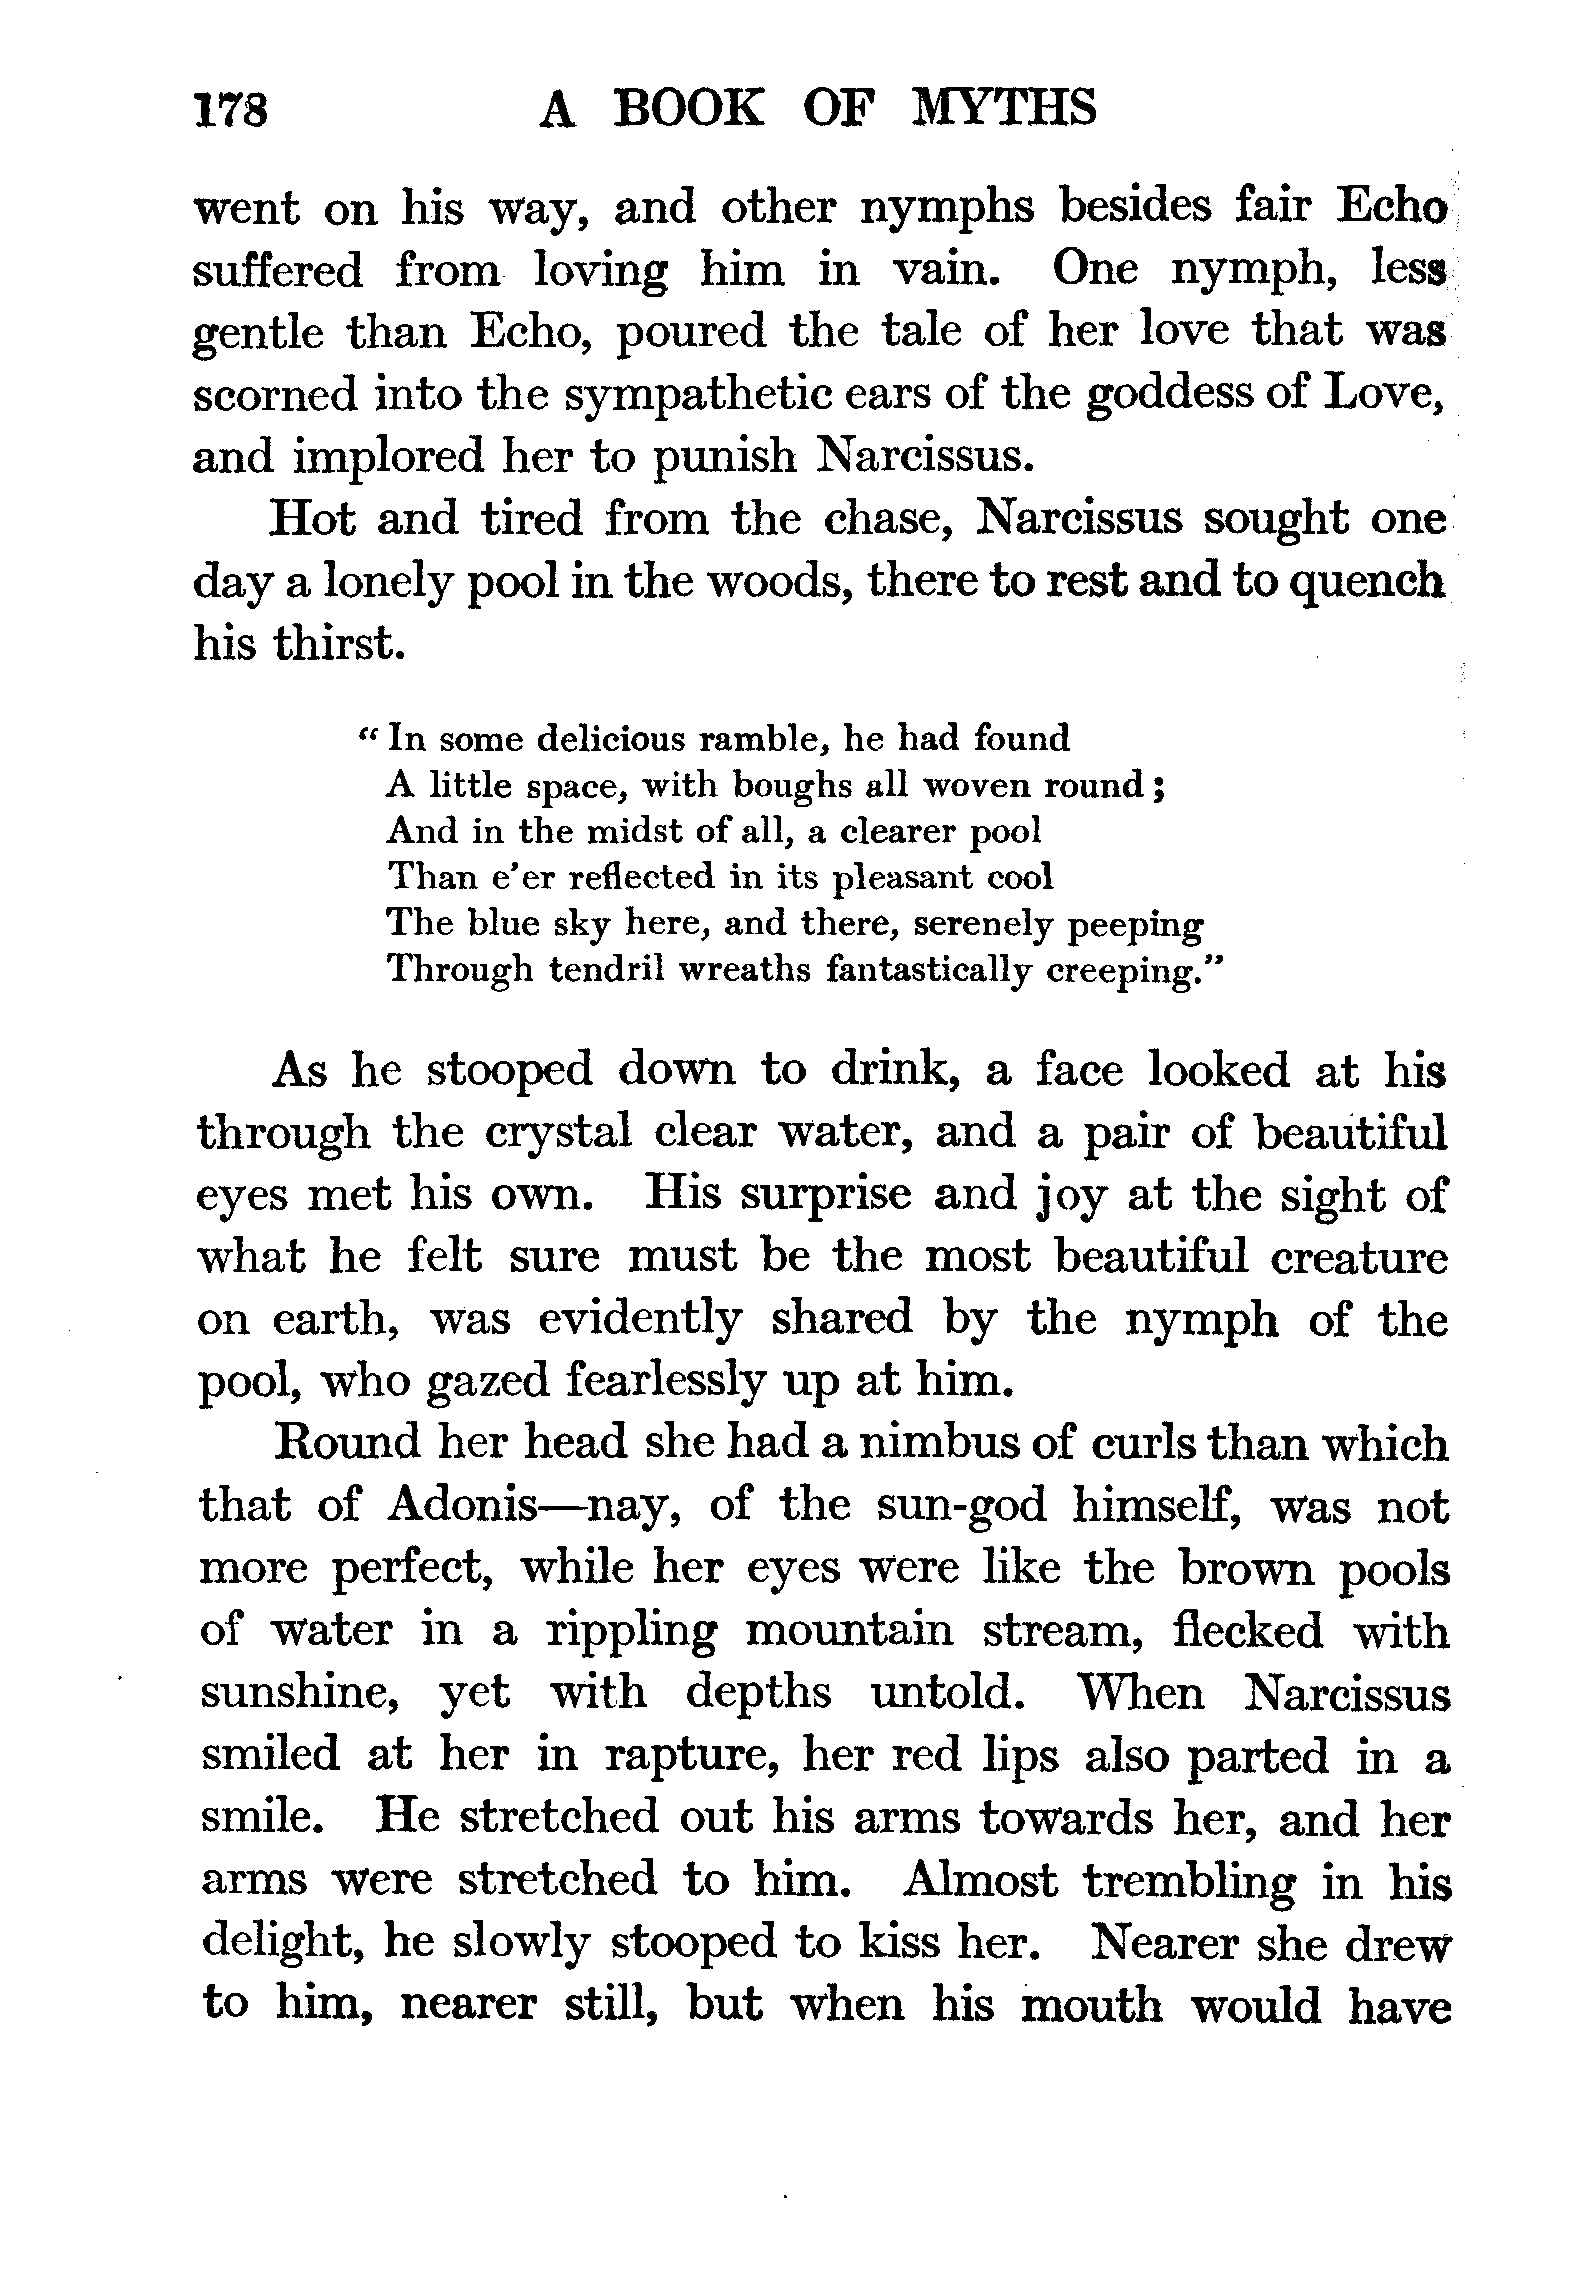 178 A BOOK OF MYTHS
went on his way, and other nymphs besides fair Echo
suffered from loving him in vain. One nymph, less
gentle than Echo, poured the tale of her love that was
scorned into the sympathetic ears of the goddess of Love,
and implored her to punish Narcissus.
Hot and tired from the chase, Narcissus sought one
day a lonely pool in the woods, there to rest and to quench
his thirst.
“In some delicious ramble, he had found
A little space, with boughs all woven round;
And in the midst of all, a clearer pool
Than e’er reflected in its pleasant cool
The blue sky here, and there, serenely peeping
Through tendril wreaths fantastically creeping.”
As he stooped down to drink, a face looked at his
through the crystal clear water, and a pair of beautiful
eyes met his own. His surprise and joy at the sight of
what he felt sure must be the most beautiful creature
on earth, was evidently shared by the nymph of the
pool, who gazed fearlessly up at him.
Round her head she had a nimbus of curls than which
that of Adonis—nay, of the sun-god himself, was not
more perfect, while her eyes were like the brown pools
of water in a rippling mountain stream, flecked with
sunshine, yet with depths untold. When Narcissus
smiled at her in rapture, her red lips also parted in a
smile. He stretched out his arms towards her, and her
arms were stretched to him. Almost trembling in his
delight, he slowly stooped to kiss her. Nearer she drew
to him, nearer still, but when his mouth would have